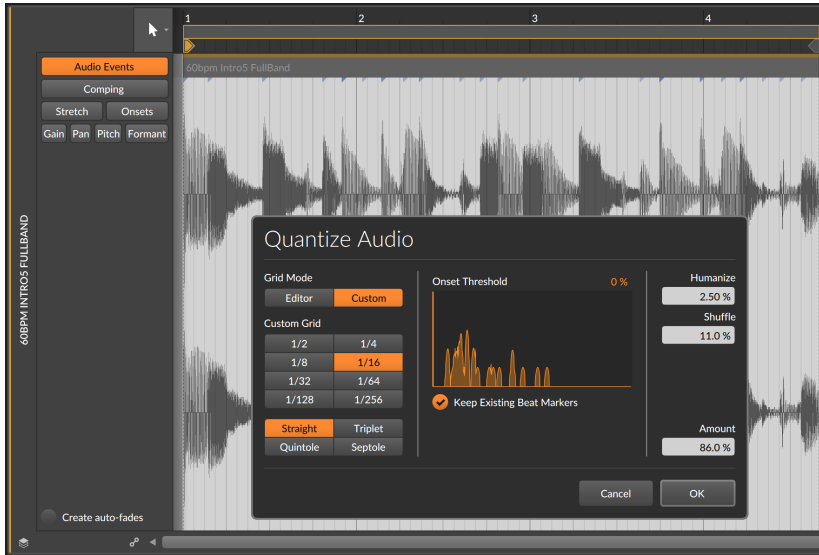 1 2 3 4
Audio Events
60bpm Intro5 FullBand
Comping
Stretch Onsets
Gain Pan Pitch Formant
60BPM INTRO5 FULLBAND
Quantize Audio
Grid Mode
Editor Custom
Custom Grid
1/2 1/4
1/8 1/16
1/32 1/64
1/128 1/256
Straight Triplet
Quintole Septole
Onset Threshold 0 %
Keep Existing Beat Markers
Humanize
2.50 %
Shuffle
11.0 %
Amount
86.0 %
Cancel OK
Create auto-fades